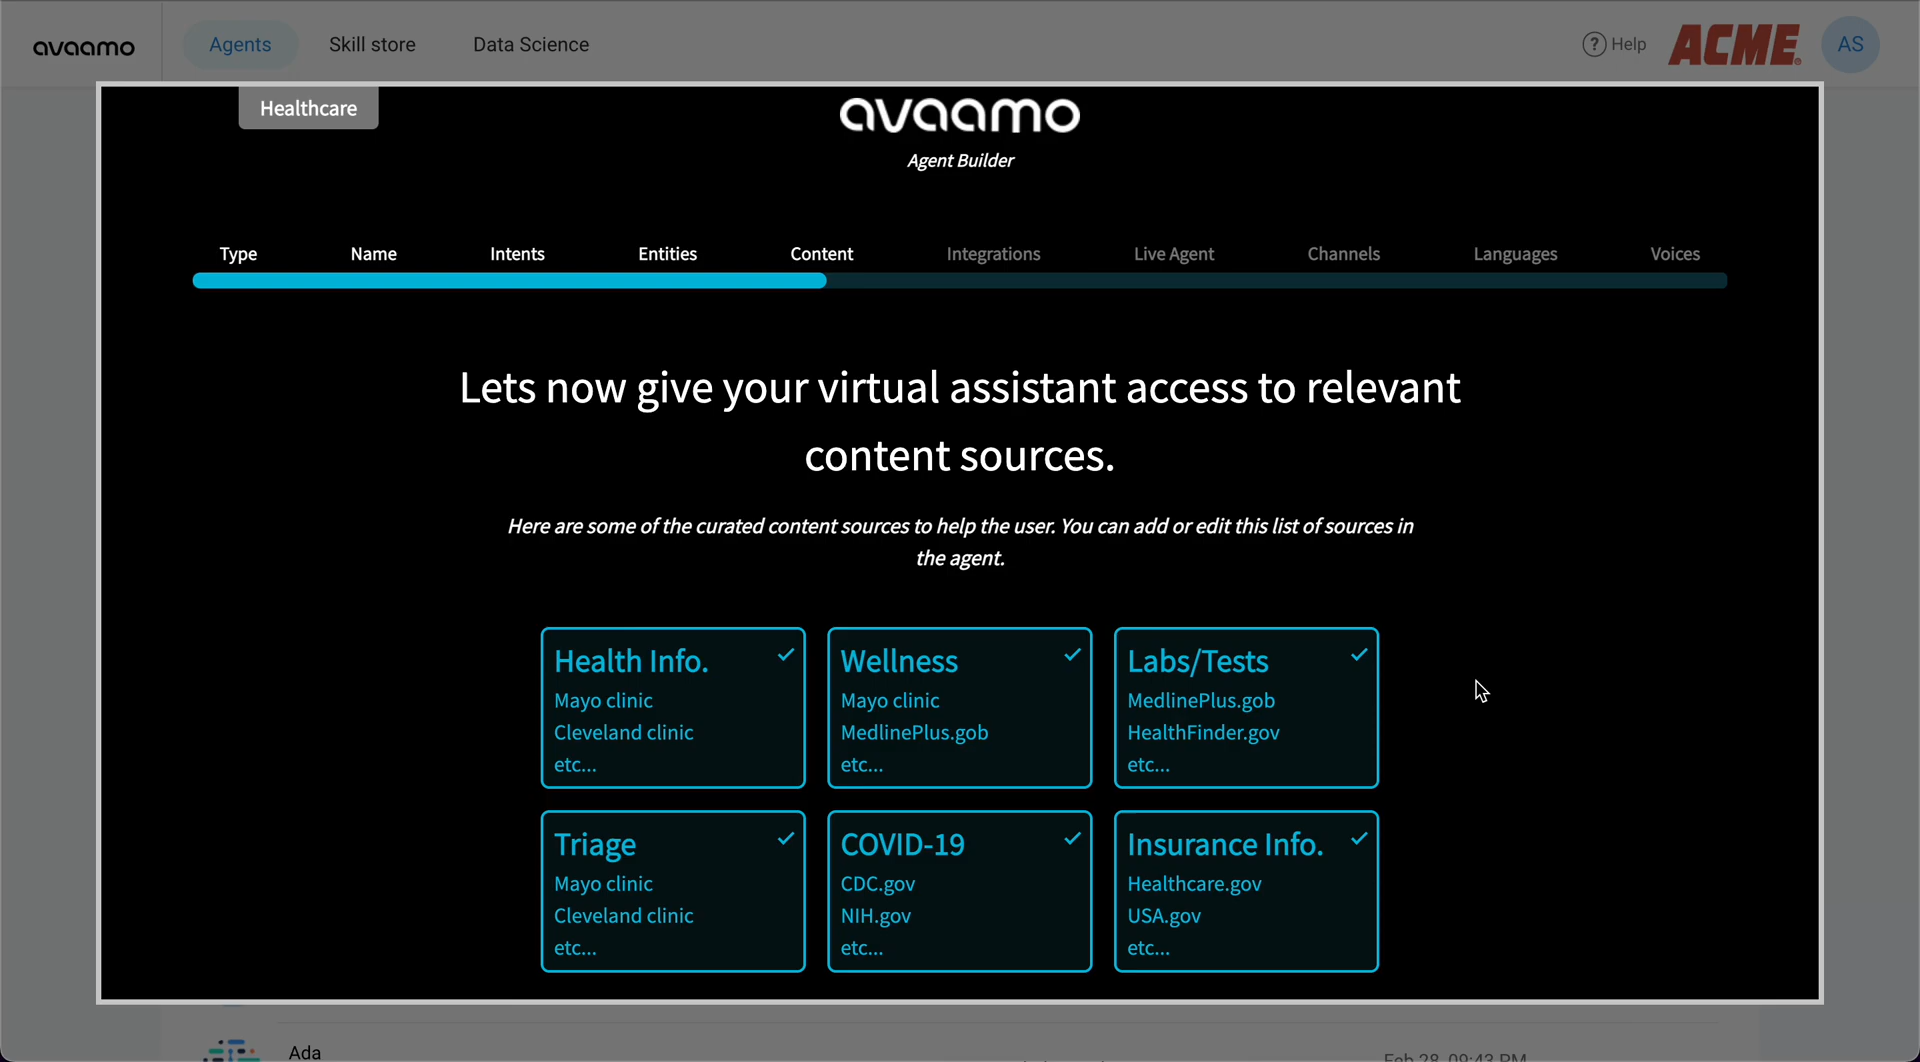 avaamo
Agents
Skill store
Data Science
? Help
ACME
AS
Healthcare
avaamo
Agent Builder
Type
Name
Intents
Entities
Content
Integrations
Live Agent
Channels
Languages
Voices
Lets now give your virtual assistant access to relevant
content sources.
Here are some of the curated content sources to help the user. You can add or edit this list of sources in
the agent.
Health Info.
Mayo clinic
Cleveland clinic
etc...
Wellness
Mayo clinic
MedlinePlus.gob
etc...
Labs/Tests
MedlinePlus.gob
HealthFinder.gov
etc...
Triage
Mayo clinic
Cleveland clinic
etc...
COVID-19
CDC.gov
NIH.gov
etc...
Insurance Info.
Healthcare.gov
USA.gov
etc...
Ada
Feb 28, 09:43 PM